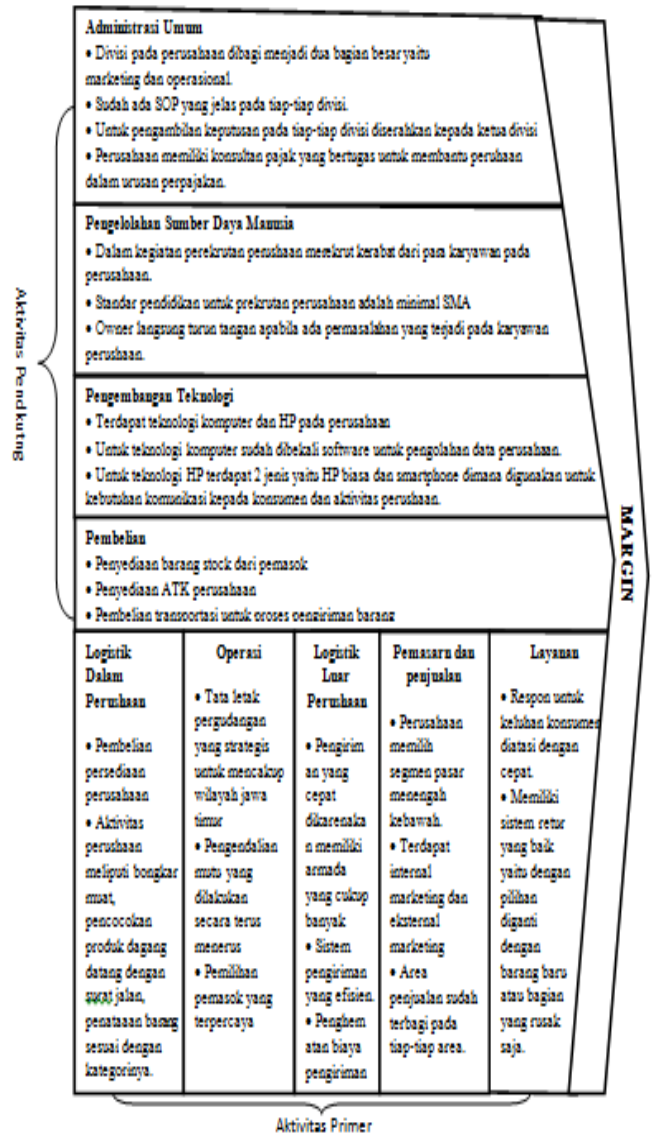 Administrasi Umum
• Divisi pada perusahaan dibagi menjadi dua bagian besar yaitu
marketing dan operasional.
• Sudah ada SOP yang jelas pada tiap-tiap divisi.
• Untuk pengambilan keputusan pada tiap-tiap divisi diserahkan kepada ketua divisi
• Perusahaan memiliki konsultan pajak yang bertugas untuk membantu peruhaan
dalam urusan perpajakan.
Pengelolahan Sumber Daya Manusia
• Dalam kegiatan perekrutan perushaan merekrut kerabat dari para karyawan pada
perusahaan.
• Standar pendidikan untuk prekrutan perusahaan adalah minimal SMA
• Owner langsung turun tangan apabila ada permasalahan yang terjadi pada karyawan
perushaan.
Pengembangan Teknologi
• Terdapat teknologi komputer dan HP pada perusahaan
• Untuk teknologi komputer sudah dibekali software untuk pengolahan data perusahaan.
• Untuk teknologi HP terdapat 2 jenis yaitu HP biasa dan smartphone dimana digunakan untuk
kebutuhan komunikasi kepada konsumen dan aktivitas perushaan.
Pembelian
• Penyediaan barang stock dari pemasok
• Penyediaan ATK perusahaan
• Pembelian transportasi untuk proses pengiriman barang
Aktivitas Pendkutng
MARGIN
Logistik
Dalam
Perushaan
• Pembelian
persediaan
perusahaan
• Aktivitas
perushaan
meliputi bongkar
muat,
pencocokan
produk dagang
datang dengan
surat jalan,
penataaan barang
sesuai dengan
kategorinya.
Operasi
• Tata letak
pergudangan
yang strategis
untuk mencakup
wilayah jawa
timur
• Pengendalian
mutu yang
dilakukan
secara terus
menerus
• Pemilihan
pemasok yang
terpercaya
Logistik
Luar
Perushaan
• Pengirim
an yang
cepat
dikarenaka
n memiliki
armada
yang cukup
banyak
• Sistem
pengiriman
yang efisien.
• Penghem
atan biaya
pengiriman
Pemasaru dan
penjualan
• Perusahaan
memilih
segmen pasar
menengah
kebawah.
• Terdapat
internal
marketing dan
eksternal
marketing
• Area
penjualan sudah
terbagi pada
tiap-tiap area.
Layanan
• Respon untuk
keluhan konsumen
diatasi dengan
cepat.
• Memiliki
sistem retur
yang baik
yaitu dengan
pilihan
diganti
dengan
barang baru
atau bagian
yang rusak
saja.
Aktivitas Primer